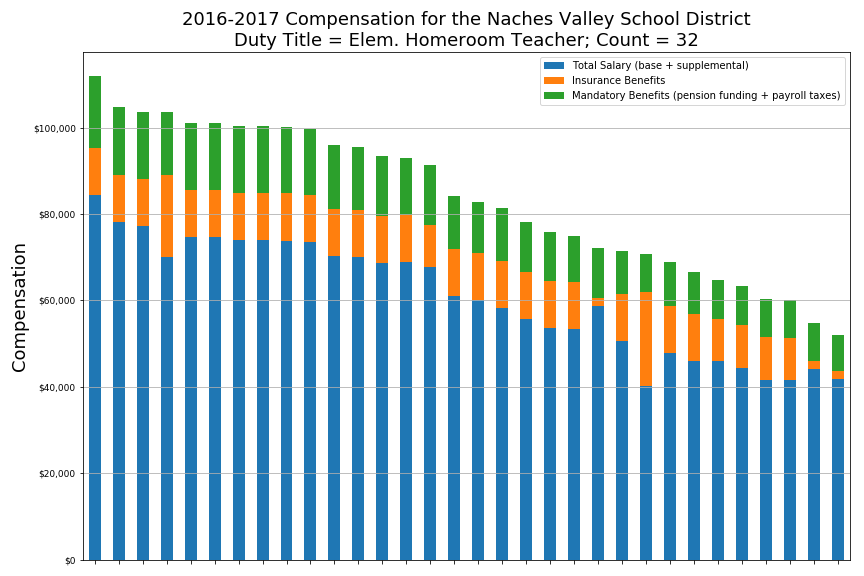 2016-2017 Compensation for the Naches Valley School District
Duty Title = Elem. Homeroom Teacher; Count = 32
Total Salary (base + supplemental)
Insurance Benefits
Mandatory Benefits (pension funding + payroll taxes)
$100,000
$80,000
$60,000
$40,000
$20,000
$0
Compensation